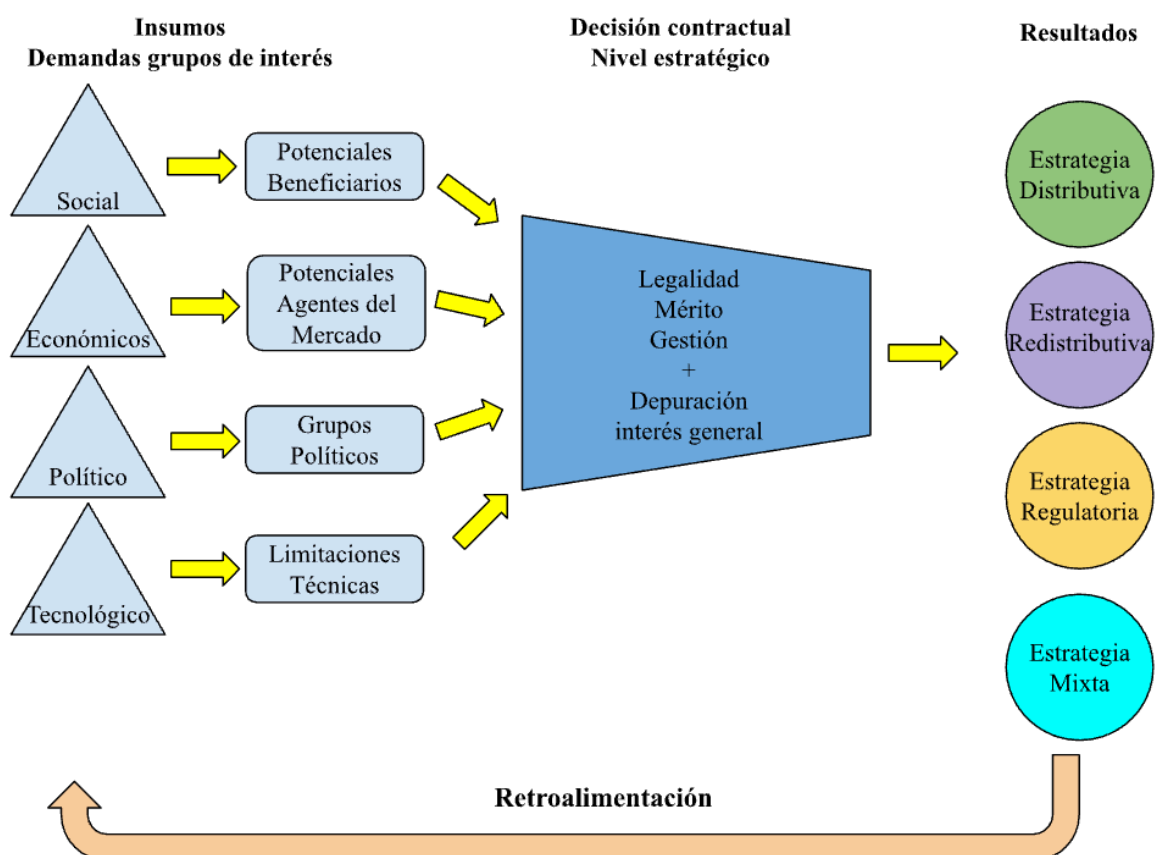 Insumos
Demandas grupos de interés
Decisión contractual
Nivel estratégico
Resultados
Social
Potenciales
Beneficiarios
Económicos
Potenciales
Agentes del
Mercado
Político
Grupos
Políticos
Tecnológico
Limitaciones
Técnicas
Legalidad
Mérito
Gestión
+
Depuración
interés general
Estrategia
Distributiva
Estrategia
Redistributiva
Estrategia
Regulatoria
Estrategia
Mixta
Retroalimentación